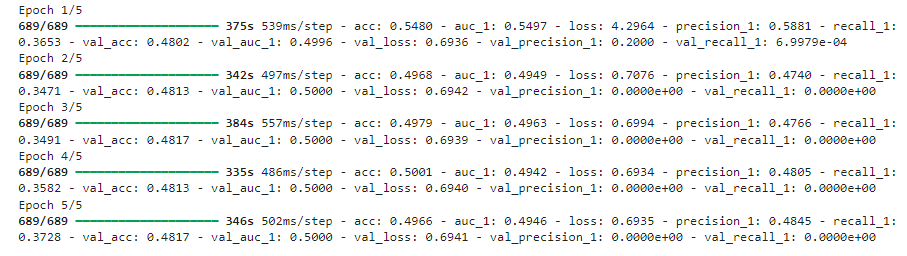 Epoch 1/5
689/689 ━━━━━━━━━━━━━━━━━━━━ 375s 539ms/step - acc: 0.5480 - auc_1: 0.5497 - loss: 4.2964 - precision_1: 0.5881 - recall_1:
0.3653 - val_acc: 0.4802 - val_auc_1: 0.4996 - val_loss: 0.6936 - val_precision_1: 0.2000 - val_recall_1: 6.9979e-04
Epoch 2/5
689/689 ━━━━━━━━━━━━━━━━━━━━ 342s 497ms/step - acc: 0.4968 - auc_1: 0.4949 - loss: 0.7076 - precision_1: 0.4740 - recall_1:
0.3471 - val_acc: 0.4813 - val_auc_1: 0.5000 - val_loss: 0.6942 - val_precision_1: 0.0000e+00 - val_recall_1: 0.0000e+00
Epoch 3/5
689/689 ━━━━━━━━━━━━━━━━━━━━ 384s 557ms/step - acc: 0.4979 - auc_1: 0.4963 - loss: 0.6994 - precision_1: 0.4766 - recall_1:
0.3491 - val_acc: 0.4817 - val_auc_1: 0.5000 - val_loss: 0.6939 - val_precision_1: 0.0000e+00 - val_recall_1: 0.0000e+00
Epoch 4/5
689/689 ━━━━━━━━━━━━━━━━━━━━ 335s 486ms/step - acc: 0.5001 - auc_1: 0.4942 - loss: 0.6934 - precision_1: 0.4805 - recall_1:
0.3582 - val_acc: 0.4813 - val_auc_1: 0.5000 - val_loss: 0.6940 - val_precision_1: 0.0000e+00 - val_recall_1: 0.0000e+00
Epoch 5/5
689/689 ━━━━━━━━━━━━━━━━━━━━ 346s 502ms/step - acc: 0.4966 - auc_1: 0.4946 - loss: 0.6935 - precision_1: 0.4845 - recall_1:
0.3728 - val_acc: 0.4817 - val_auc_1: 0.5000 - val_loss: 0.6941 - val_precision_1: 0.0000e+00 - val_recall_1: 0.0000e+00